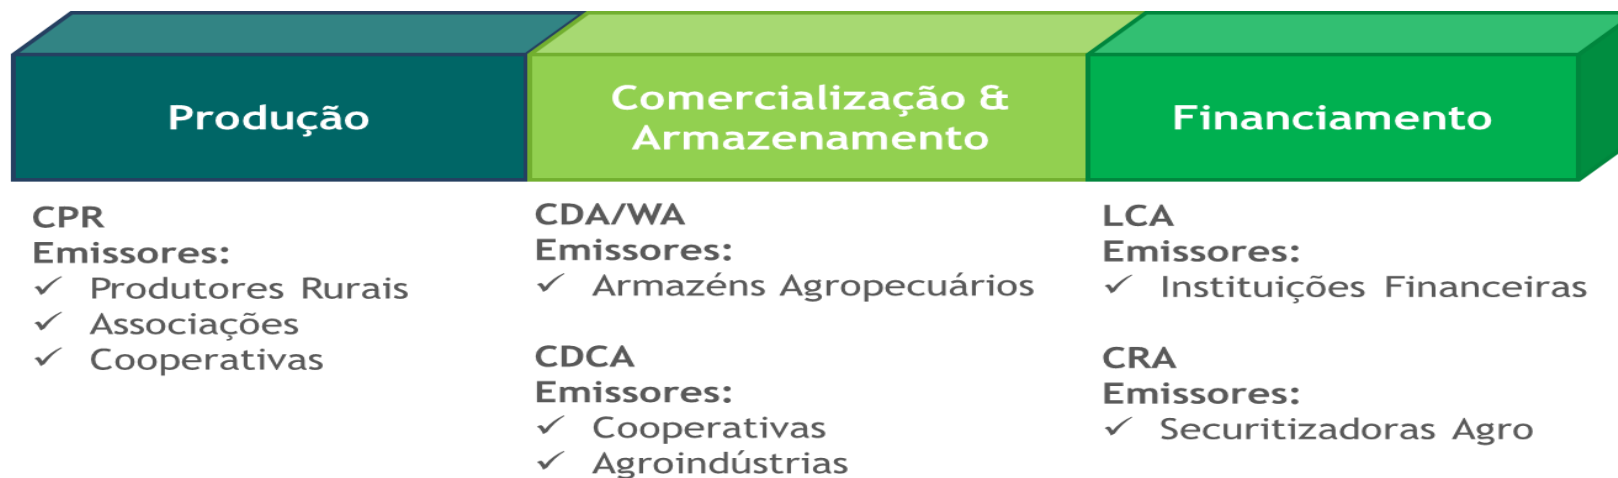 Produção
Comercialização &
Armazenamento
Financiamento
CPR
Emissores:
✓ Produtores Rurais
✓ Associações
✓ Cooperativas
CDA/WA
Emissores:
✓ Armazéns Agropecuários
CDCA
Emissores:
✓ Cooperativas
✓ Agroindústrias
LCA
Emissores:
✓ Instituições Financeiras
CRA
Emissores:
✓ Securitizadoras Agro